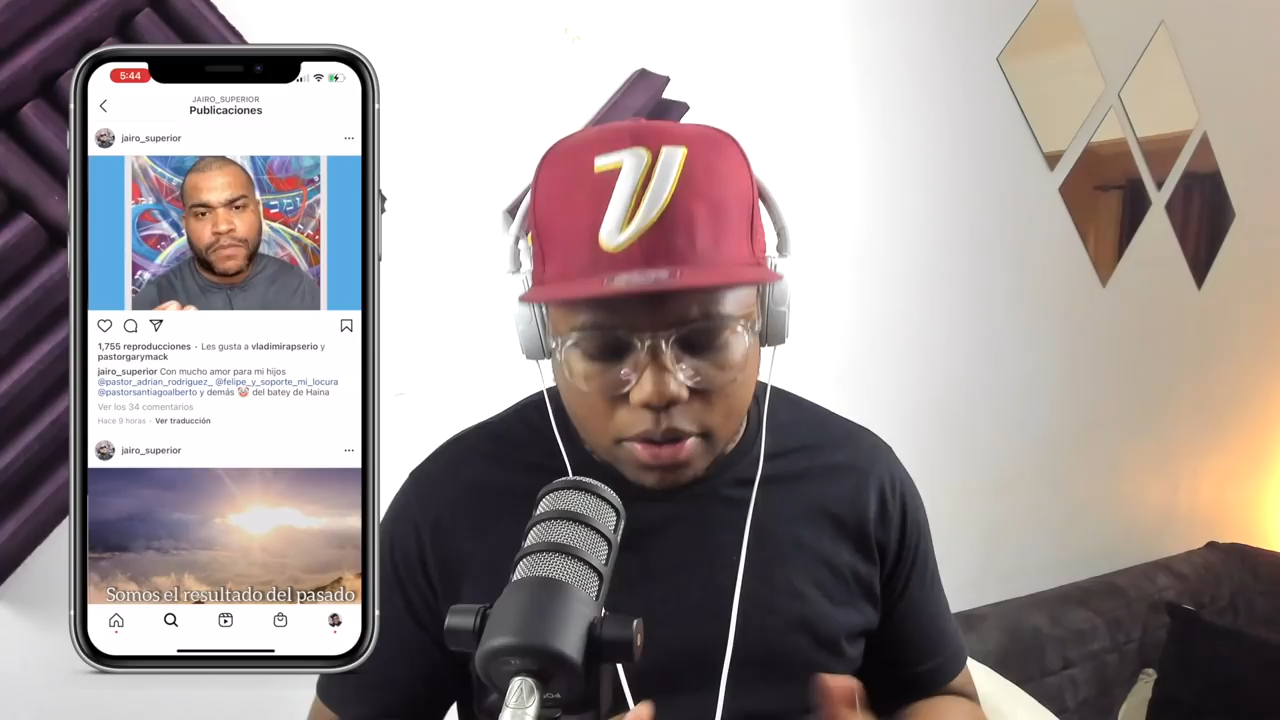 V
5:44
JAIRO_SUPERIOR
Publicaciones
jairo_superior
1,755 reproducciones · Les gusta a vladimirapserio y
pastorgarymack
jairo_superior Con mucho amor para mi hijos
@pastor_adrian_rodriguez_ @felipe_y_soporte_mi_locura
@pastorsantiagoalberto y demás 🤡 del batey de Haina
Ver los 34 comentarios
Hace 9 horas · Ver traducción
jairo_superior
Somos el resultado del pasado